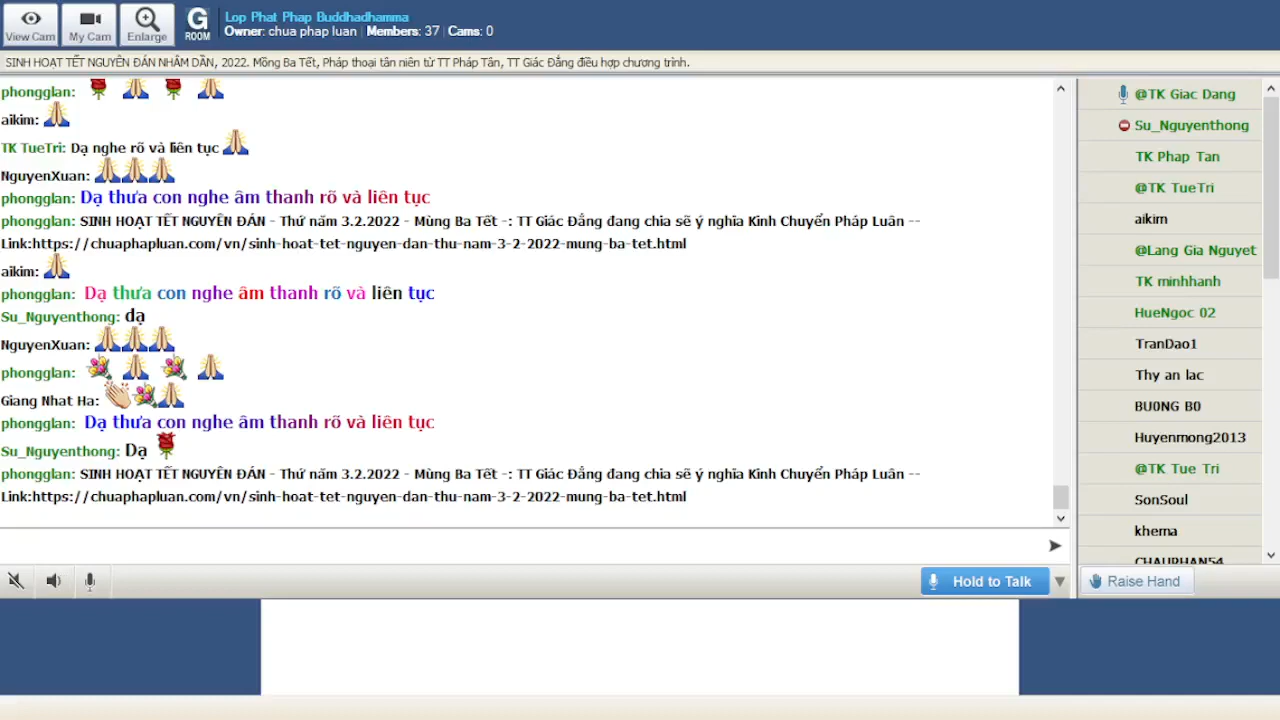 View Cam
My Cam
Enlarge
G ROOM
Lop Phat Phap Buddhadhamma
Owner: chua phap luan | Members: 37 | Cams: 0
SINH HOẠT TẾT NGUYÊN ĐÁN NHÂM DẦN, 2022. Mồng Ba Tết, Pháp thoại tân niên từ TT Pháp Tân, TT Giác Đẳng điều hợp chương trình.
phongglan:
aikim:
TK TueTri: Dạ nghe rõ và liên tục
NguyenXuan:
phongglan: Dạ thưa con nghe âm thanh rõ và liên tục
phongglan: SINH HOẠT TẾT NGUYÊN ĐÁN - Thứ năm 3.2.2022 - Mùng Ba Tết -: TT Giác Đẳng đang chia sẽ ý nghĩa Kinh Chuyển Pháp Luân --
Link:https://chuaphapluan.com/vn/sinh-hoat-tet-nguyen-dan-thu-nam-3-2-2022-mung-ba-tet.html
aikim:
phongglan: Dạ thưa con nghe âm thanh rõ và liên tục
Su_Nguyenthong: dạ
NguyenXuan:
phongglan:
Giang Nhat Ha:
phongglan: Dạ thưa con nghe âm thanh rõ và liên tục
Su_Nguyenthong: Dạ
phongglan: SINH HOẠT TẾT NGUYÊN ĐÁN - Thứ năm 3.2.2022 - Mùng Ba Tết -: TT Giác Đẳng đang chia sẽ ý nghĩa Kinh Chuyển Pháp Luân --
Link:https://chuaphapluan.com/vn/sinh-hoat-tet-nguyen-dan-thu-nam-3-2-2022-mung-ba-tet.html
@TK Giac Dang
Su_Nguyenthong
TK Phap Tan
@TK TueTri
aikim
@Lang Gia Nguyet
TK minhhanh
HueNgoc 02
TranDao1
Thy an lac
BU0NG B0
Huyenmong2013
@TK Tue Tri
SonSoul
khema
CHAUPHAN54
Hold to Talk
Raise Hand